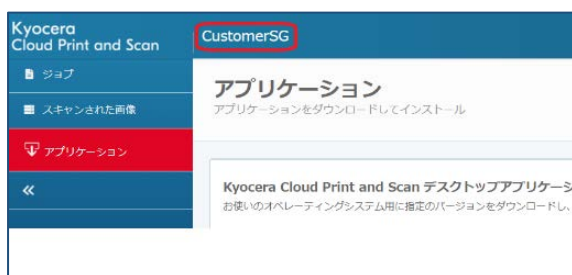 Kyocera
Cloud Print and Scan
CustomerSG
ジョブ
スキャンされた画像
アプリケーション
«
アプリケーション
アプリケーションをダウンロードしてインストール
Kyocera Cloud Print and Scan デスクトップアプリケーシ
お使いのオペレーティングシステム用に指定のバージョンをダウンロードし、